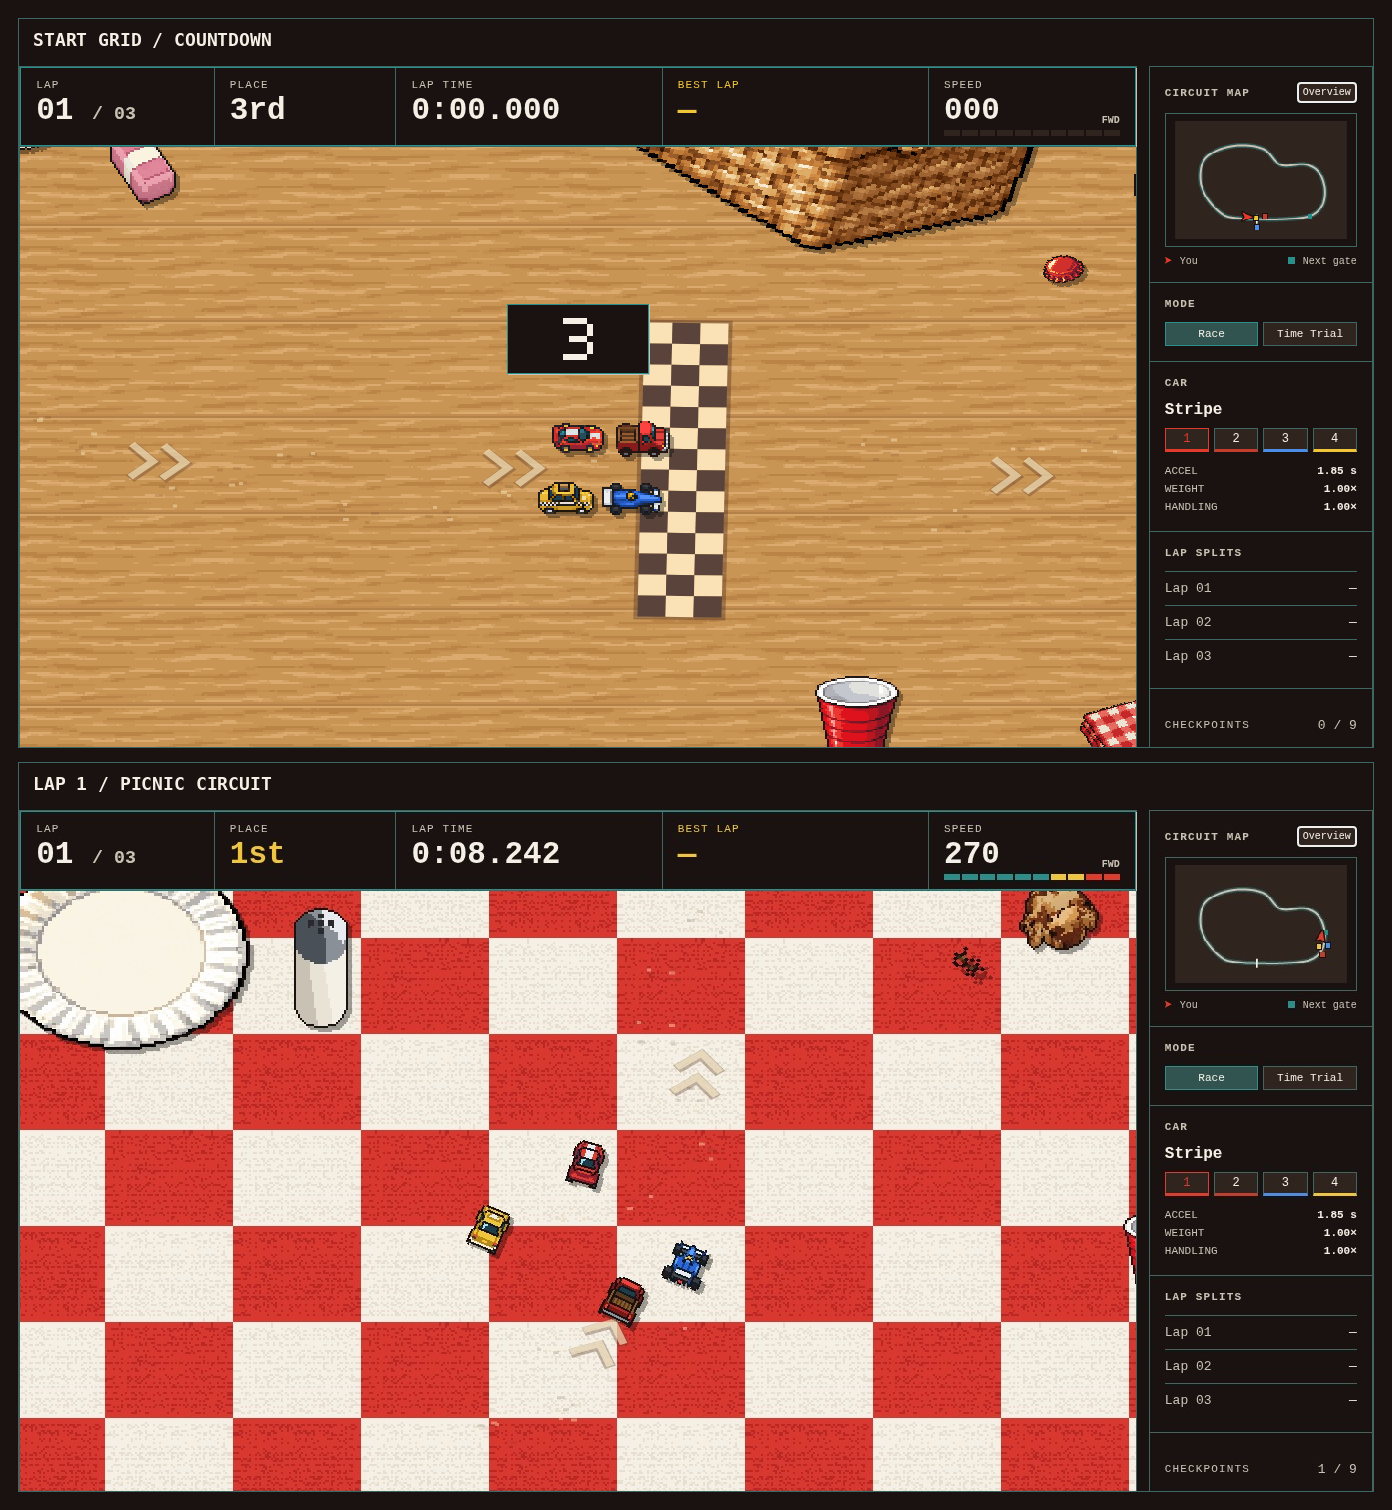 START GRID / COUNTDOWN
LAP
01 / 03
PLACE
3rd
LAP TIME
0:00.000
BEST LAP
—
SPEED
000
FWD
3
CIRCUIT MAP
Overview
You
Next gate
MODE
Race
Time Trial
CAR
Stripe
1
2
3
4
ACCEL 1.85 s
WEIGHT 1.00×
HANDLING 1.00×
LAP SPLITS
Lap 01 —
Lap 02 —
Lap 03 —
CHECKPOINTS 0 / 9
LAP 1 / PICNIC CIRCUIT
LAP
01 / 03
PLACE
1st
LAP TIME
0:08.242
BEST LAP
—
SPEED
270
FWD
CIRCUIT MAP
Overview
You
Next gate
MODE
Race
Time Trial
CAR
Stripe
1
2
3
4
ACCEL 1.85 s
WEIGHT 1.00×
HANDLING 1.00×
LAP SPLITS
Lap 01 —
Lap 02 —
Lap 03 —
CHECKPOINTS 1 / 9